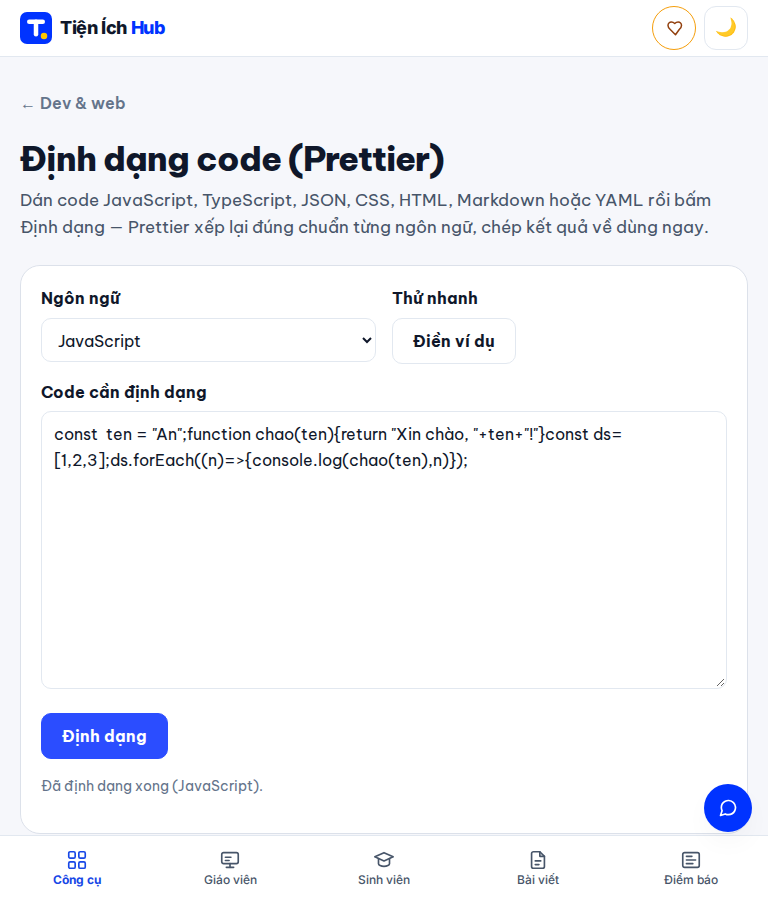 Tiện Ích Hub
← Dev & web
Định dạng code (Prettier)
Dán code JavaScript, TypeScript, JSON, CSS, HTML, Markdown hoặc YAML rồi bấm
Định dạng — Prettier xếp lại đúng chuẩn từng ngôn ngữ, chép kết quả về dùng ngay.
Ngôn ngữ
Thử nhanh
JavaScript
Điền ví dụ
Code cần định dạng
const  ten = "An";function chao(ten){return "Xin chào, "+ten+"!"}const ds=
[1,2,3];ds.forEach((n)=>{console.log(chao(ten),n)});
Định dạng
Đã định dạng xong (JavaScript).
Công cụ
Giáo viên
Sinh viên
Bài viết
Điểm báo